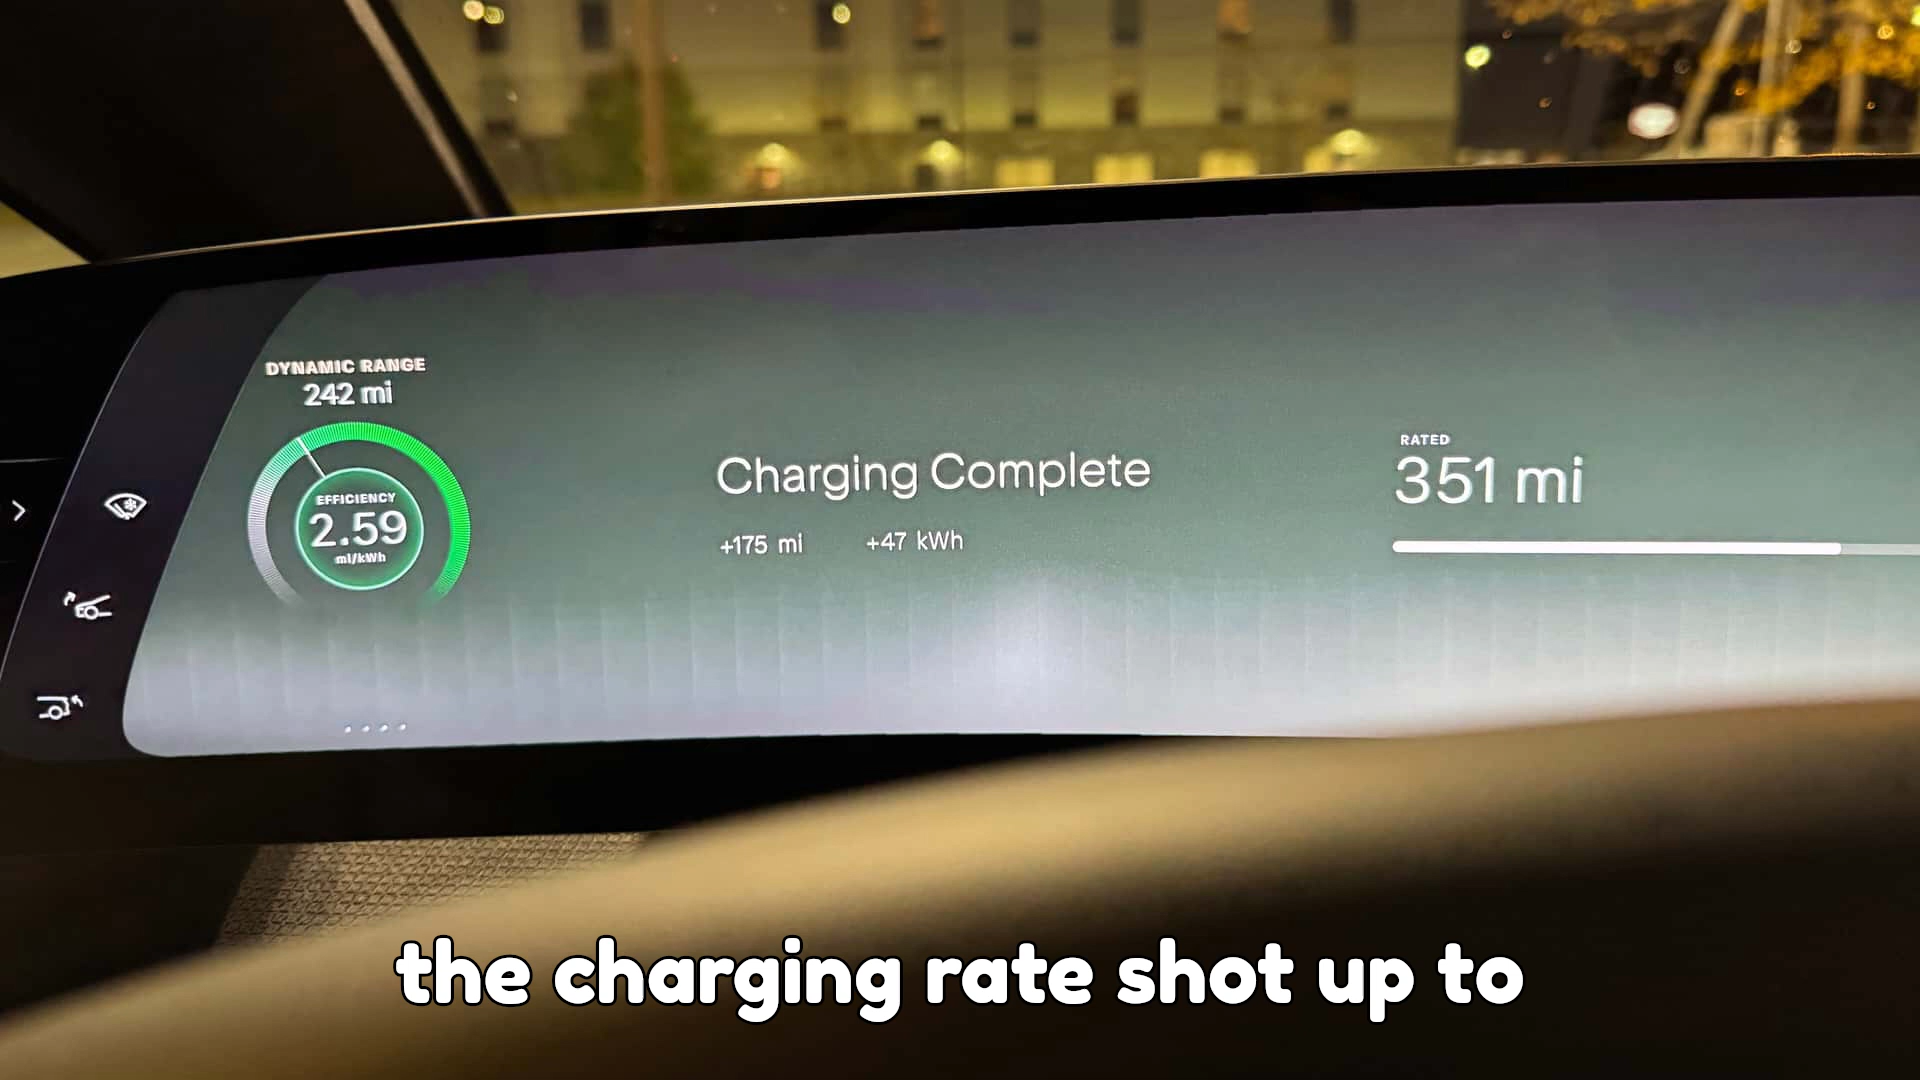 DYNAMIC RANGE
242 mi
EFFICIENCY
2.59
mi/kWh
Charging Complete
+175 mi
+47 kWh
RATED
351 mi
the charging rate shot up to